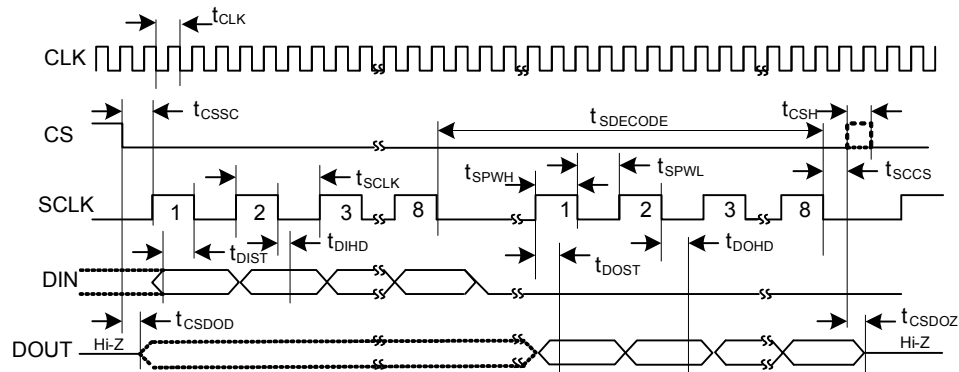 tCLK
CLK
tCSSC
tSDECODE
tCSH
CS
tSCLK
tSPWH
tSPWL
tSCCS
SCLK
1 2 3 8 1 2 3 8
tDIST
tDIHD
tDOST
tDOHD
DIN
tCSDOD
tCSDOZ
DOUT
Hi-Z
Hi-Z